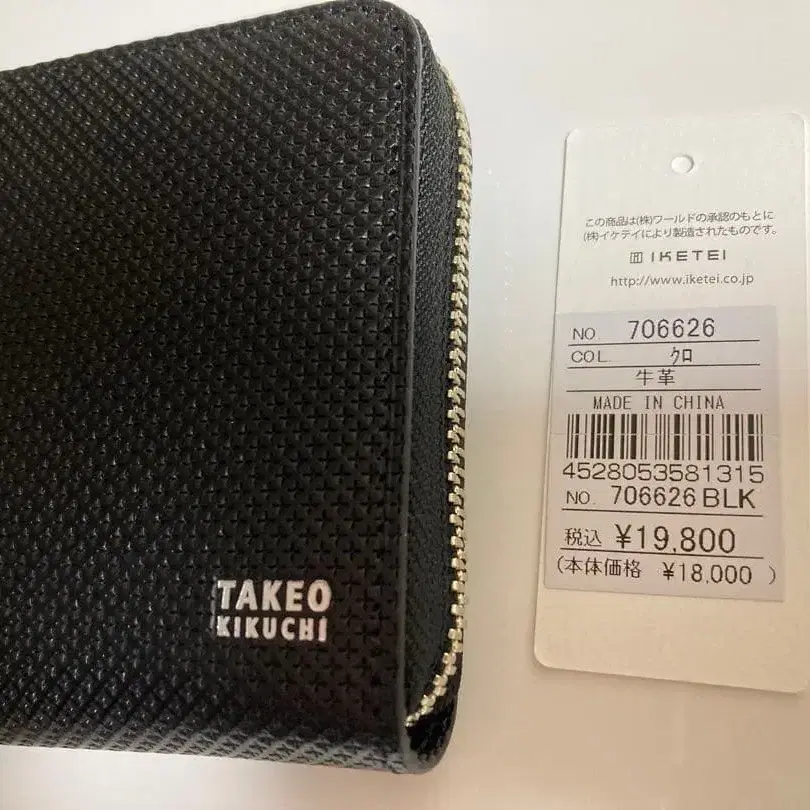 TAKEO
KIKUCHI
この商品は(株)ワールドの承認のもとに
(株)イケテイにより製造されたものです。
IKETEI
http://www.iketei.co.jp
NO. 706626
COL. クロ
牛革
MADE IN CHINA
4528053581315
NO. 706626 BLK
税込 ¥19,800
(本体価格 ¥18,000 )